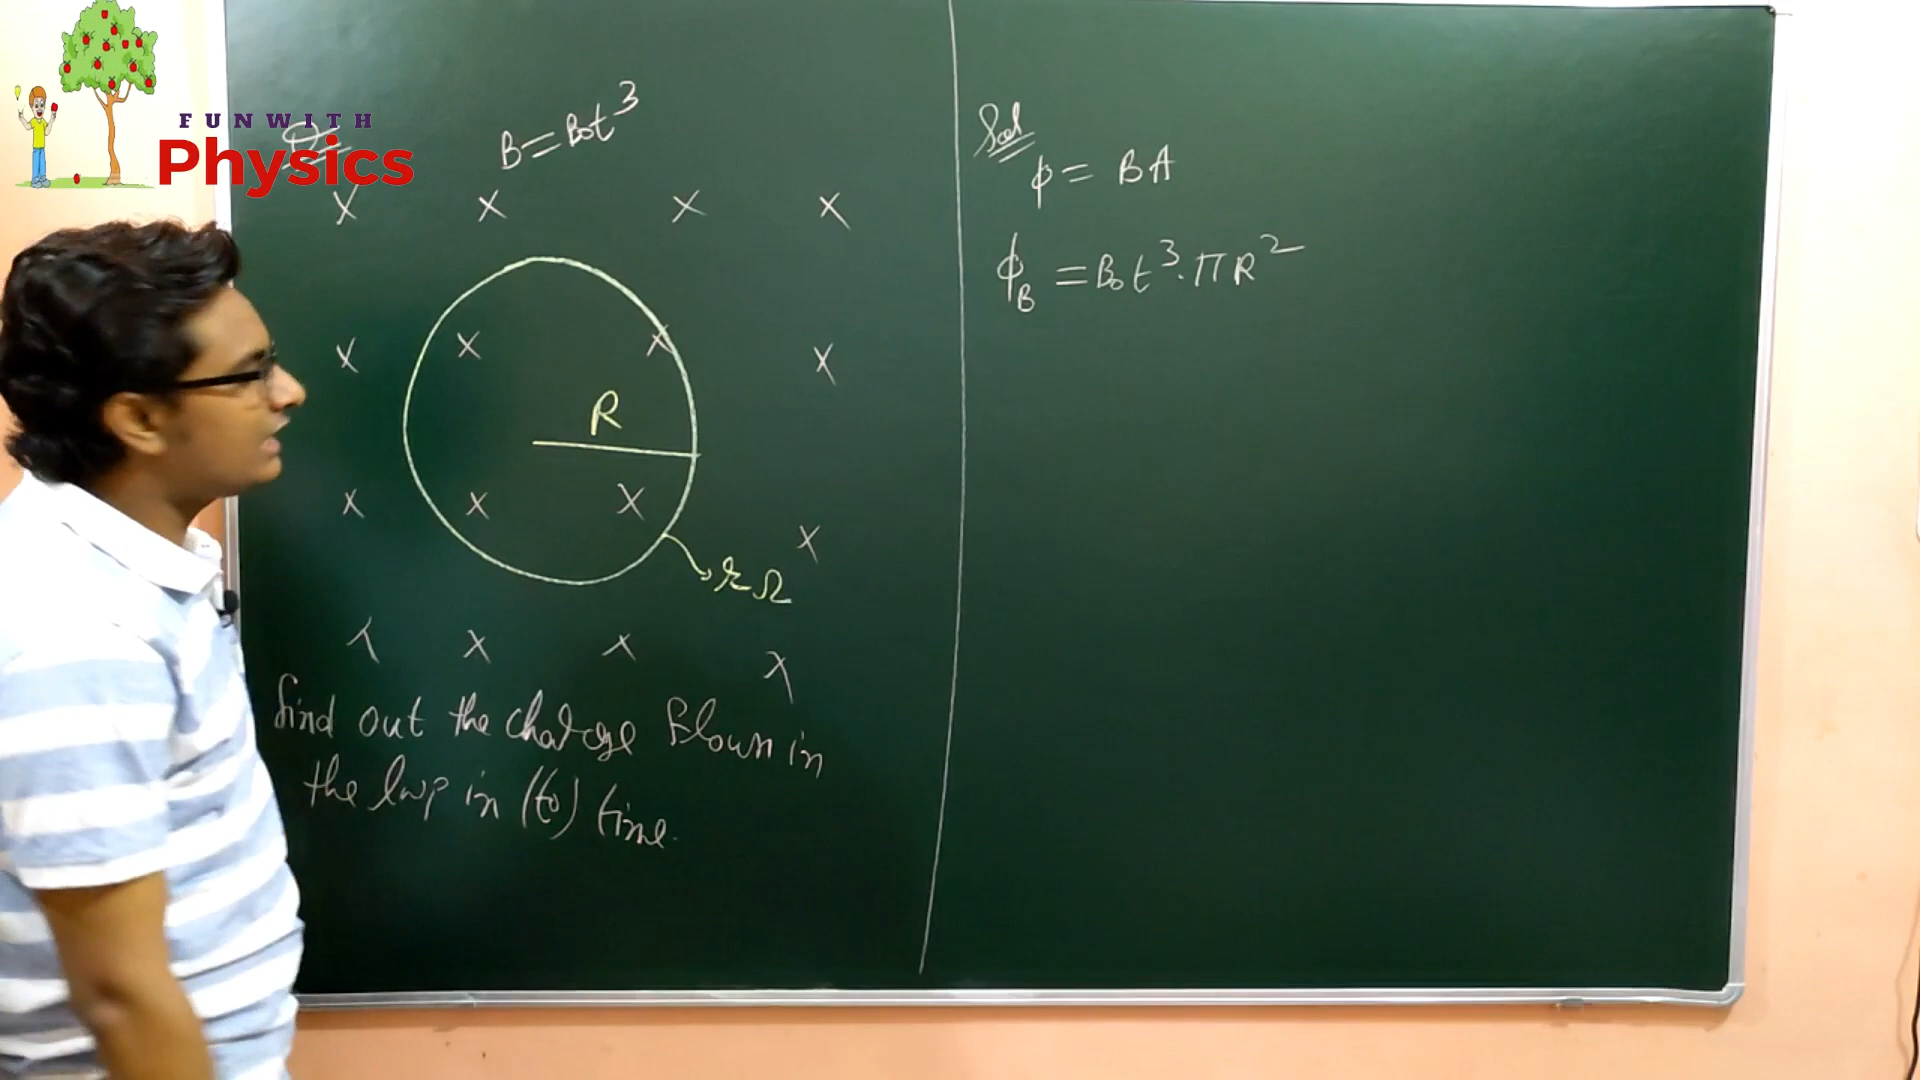 FUN WITH
Physics
Q
B = B₀t³
X X X X
X X X X
R
X X X X
r Ω
X X X X
find out the charge flown in
the loop in (t₀) time.
Sol
ϕ = BA
ϕ_B = B₀t³·πR²